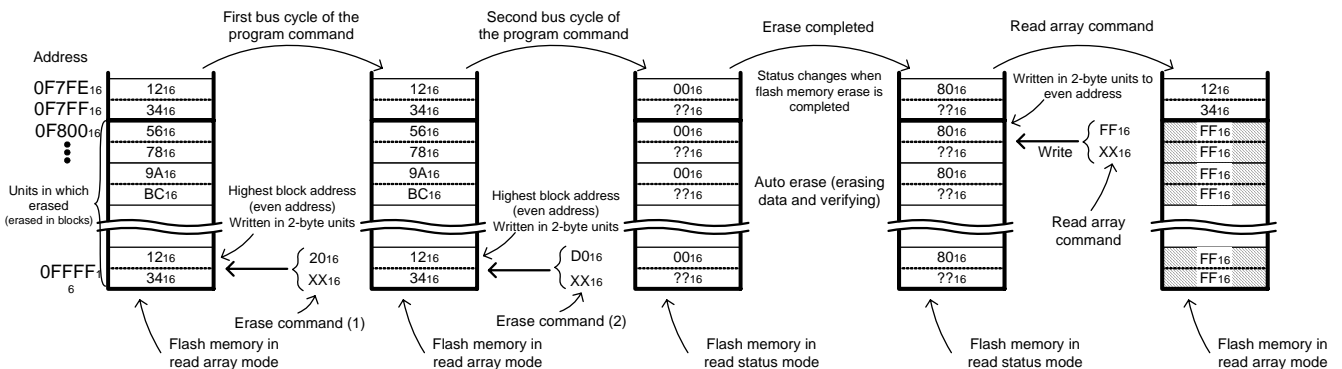 First bus cycle of the
program command
Second bus cycle of
the program command
Erase completed
Read array command
Address
0F7FE16
0F7FF16
0F80016
Units in which
erased
(erased in blocks)
0FFFF1
6
1216
3416
5616
7816
9A16
BC16
1216
3416
Highest block address
(even address)
Written in 2-byte units
2016
XX16
Erase command (1)
Flash memory in
read array mode
1216
3416
5616
7816
9A16
BC16
1216
3416
Highest block address
(even address)
Written in 2-byte units
D016
XX16
Erase command (2)
Flash memory in
read array mode
0016
??16
0016
??16
0016
??16
0016
??16
Flash memory in
read status mode
Status changes when
flash memory erase is
completed
Auto erase (erasing
data and verifying)
8016
??16
8016
??16
8016
??16
8016
??16
Flash memory in
read status mode
Written in 2-byte units to
even address
Write
FF16
XX16
Read array
command
1216
3416
FF16
FF16
FF16
FF16
FF16
FF16
Flash memory in
read array mode